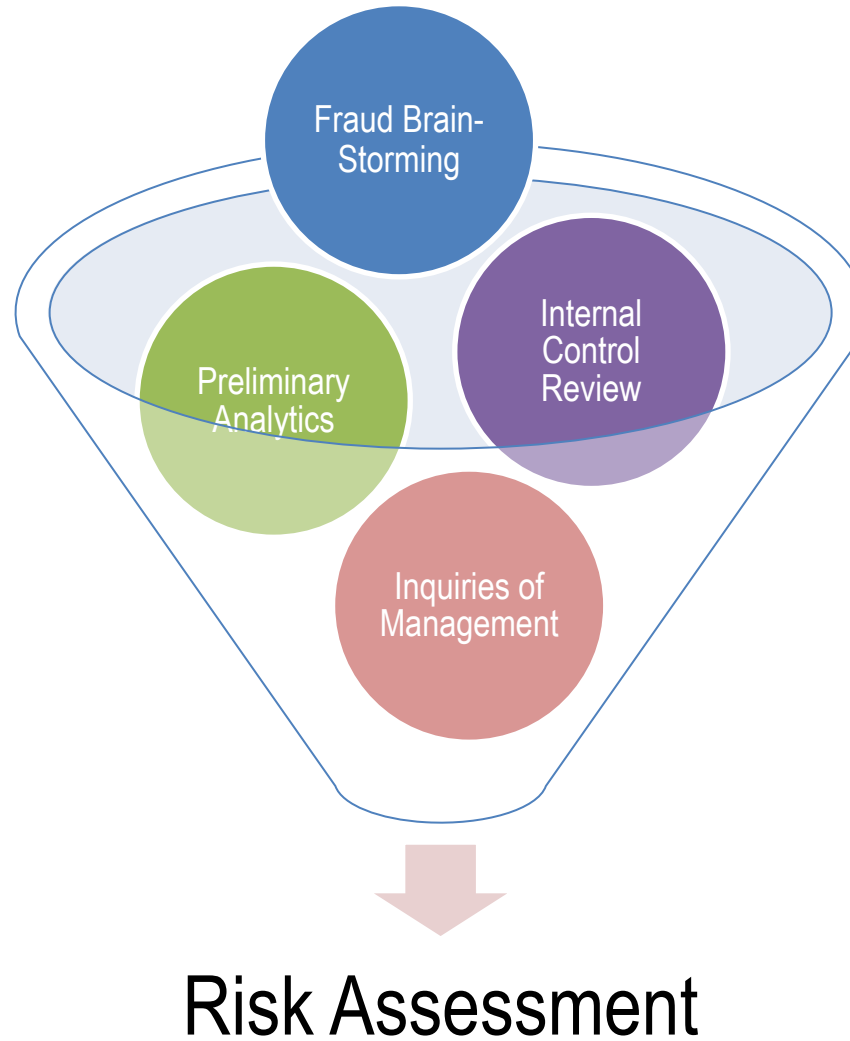 Fraud Brain-
Storming
Internal
Control
Review
Preliminary
Analytics
Inquiries of
Management
Risk Assessment